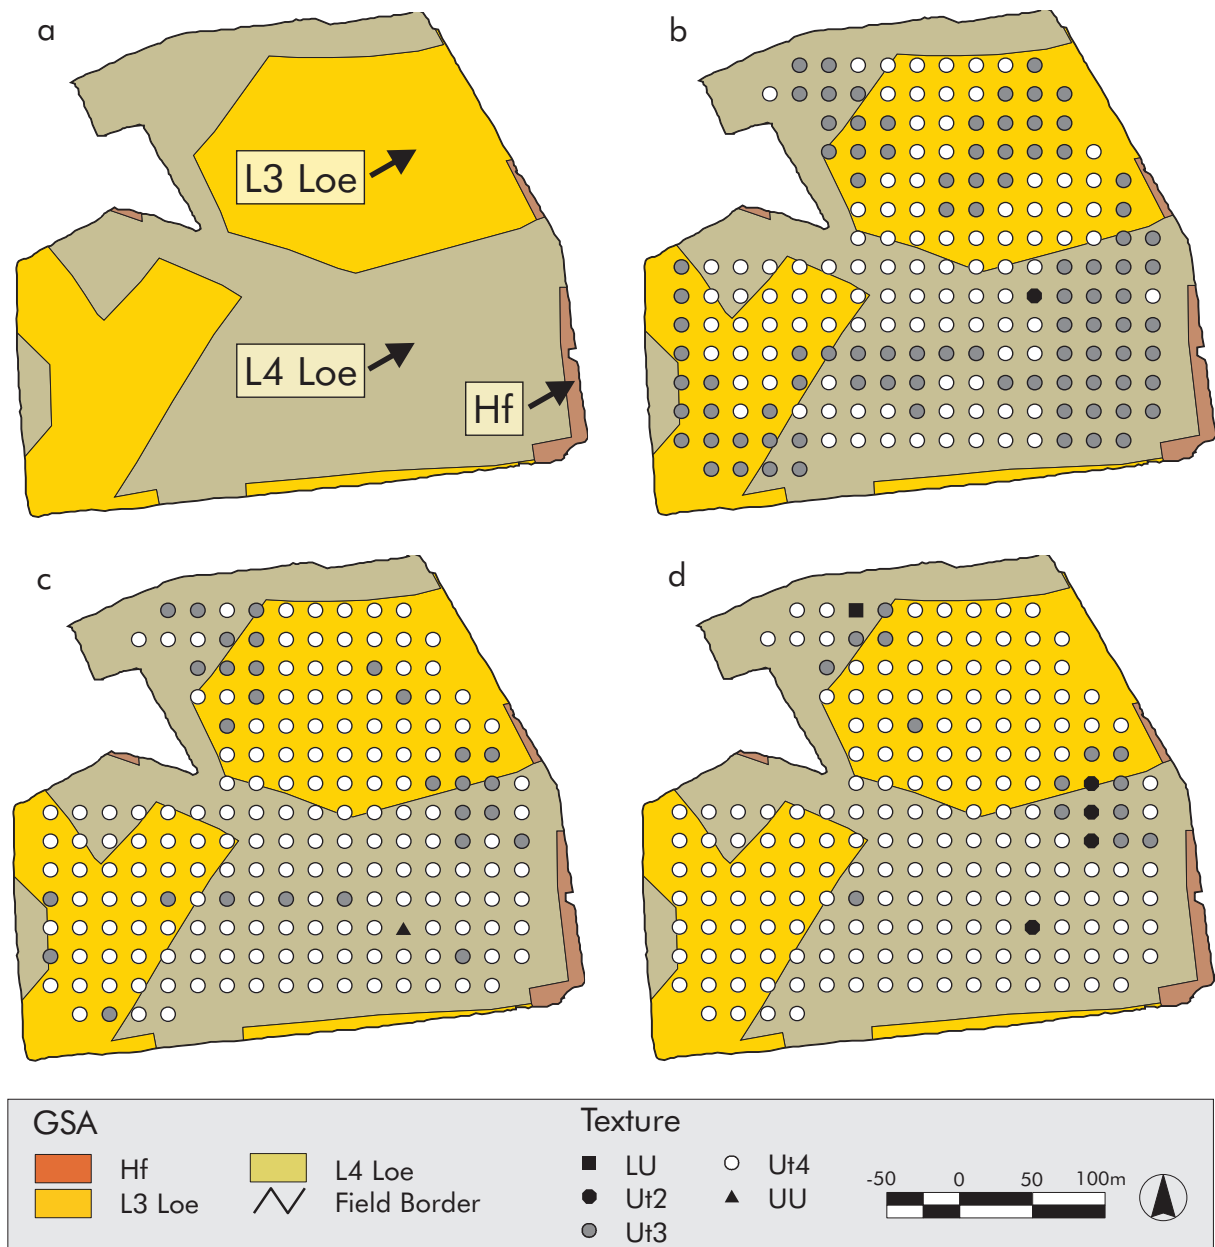 a
b
L3 Loe
L4 Loe
Hf
c
d
GSA
Hf
L3 Loe
L4 Loe
Field Border
Texture
LU
Ut2
Ut3
Ut4
UU
-50 0 50 100m